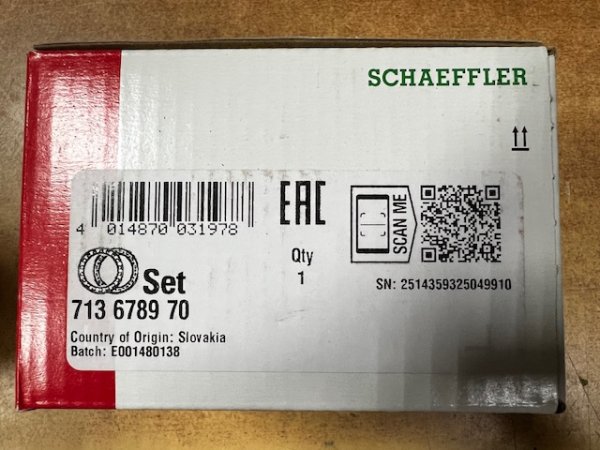 SCHAEFFLER
4 014870 031978
EAC
SCAN ME
Qty
1
Set
SN: 2514359325049910
713 6789 70
Country of Origin: Slovakia
Batch: E001480138